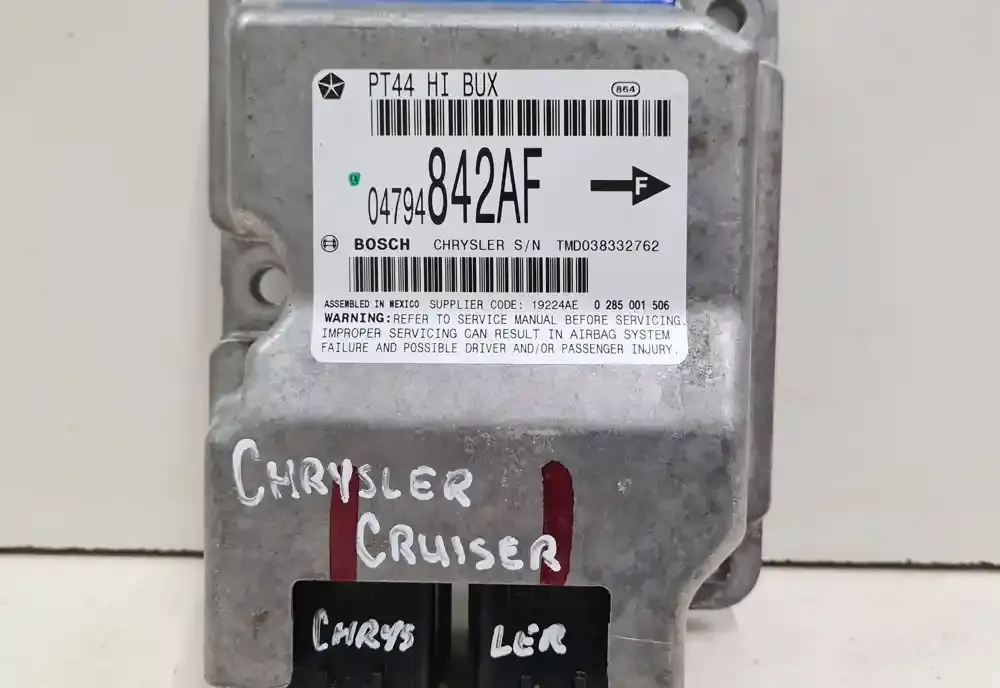 PT44 HI BUX 864
04794842AF F
BOSCH CHRYSLER S/N TMD038332762
ASSEMBLED IN MEXICO SUPPLIER CODE: 19224AE 0 285 001 506
WARNING:REFER TO SERVICE MANUAL BEFORE SERVICING.
IMPROPER SERVICING CAN RESULT IN AIRBAG SYSTEM
FAILURE AND POSSIBLE DRIVER AND/OR PASSENGER INJURY.
CHRYSLER
CRUISER
CHRYS LER